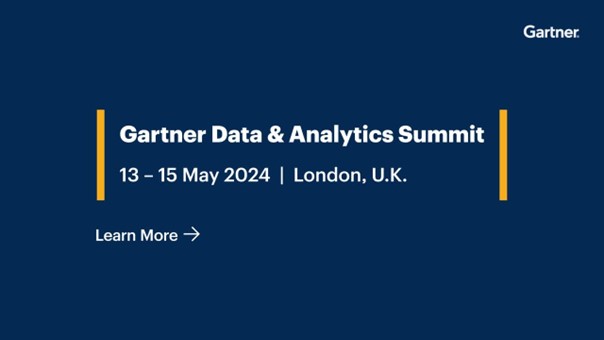 Gartner
Gartner Data & Analytics Summit
13 – 15 May 2024 | London, U.K.
Learn More →